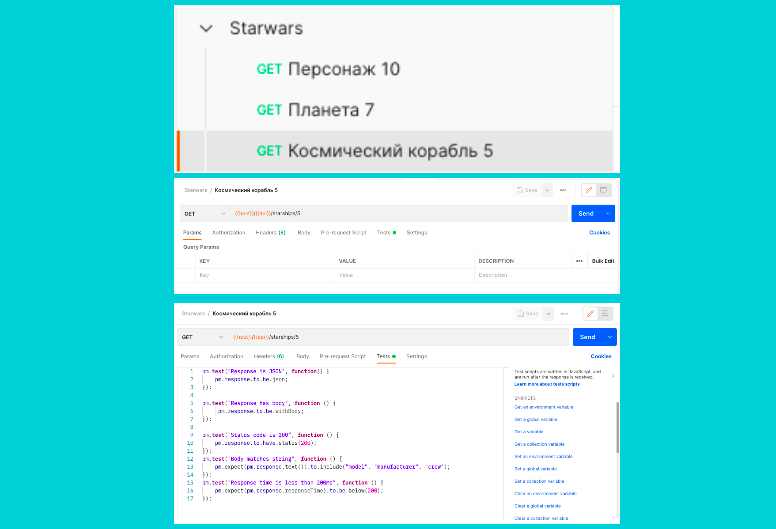 Starwars
GET Персонаж 10
GET Планета 7
GET Космический корабль 5
Starwars / Космический корабль 5
Save
GET
{{host}}/{{api}}/starships/5
Send
Params Authorization Headers (6) Body Pre-request Script Tests Settings
Cookies
Query Params
KEY VALUE DESCRIPTION ••• Bulk Edit
Key Value Description
Starwars / Космический корабль 5
Save
GET
{{host}}/{{api}}/starships/5
Send
Params Authorization Headers (6) Body Pre-request Script Tests Settings
Cookies
1 pm.test("Response is JSON", function() {
2 pm.response.to.be.json;
3 });
4
5 pm.test("Response has body", function () {
6 pm.response.to.be.withBody;
7 });
8
9 pm.test("Status code is 200", function () {
10 pm.response.to.have.status(200);
11 });
12 pm.test("Body matches string", function () {
13 pm.expect(pm.response.text()).to.include("model", "manufacturer", "crew");
14 });
15 pm.test("Response time is less than 200ms", function () {
16 pm.expect(pm.response.responseTime).to.be.below(200);
17 });
Test scripts are written in JavaScript, and
are run after the response is received.
Learn more about tests scripts
SNIPPETS
Get an environment variable
Get a global variable
Get a variable
Get a collection variable
Set an environment variable
Set a global variable
Set a collection variable
Clear an environment variable
Clear a global variable
Clear a collection variable